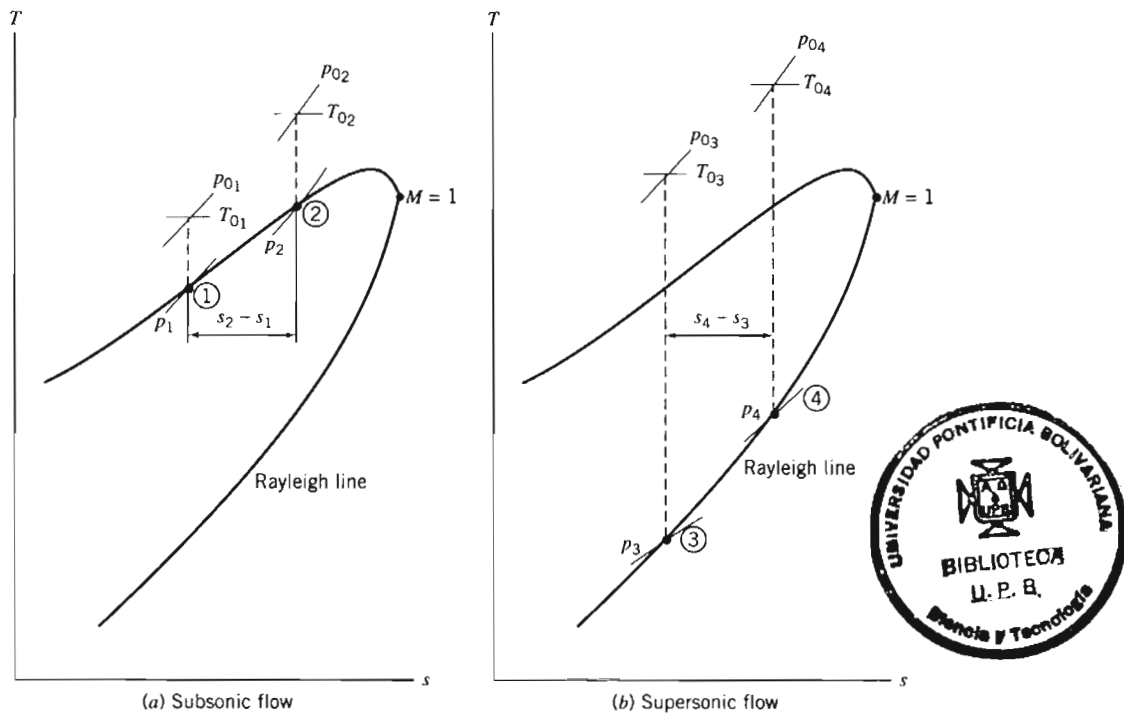 T
p02
T02
p01
T01
M = 1
②
p2
①
p1
s2 − s1
Rayleigh line
s
(a) Subsonic flow
T
p04
T04
p03
T03
M = 1
s4 − s3
p4
④
Rayleigh line
p3
③
s
(b) Supersonic flow
UNIVERSIDAD PONTIFICIA BOLIVARIANA
BIBLIOTECA
U. P. B.
Ciencia y Tecnología